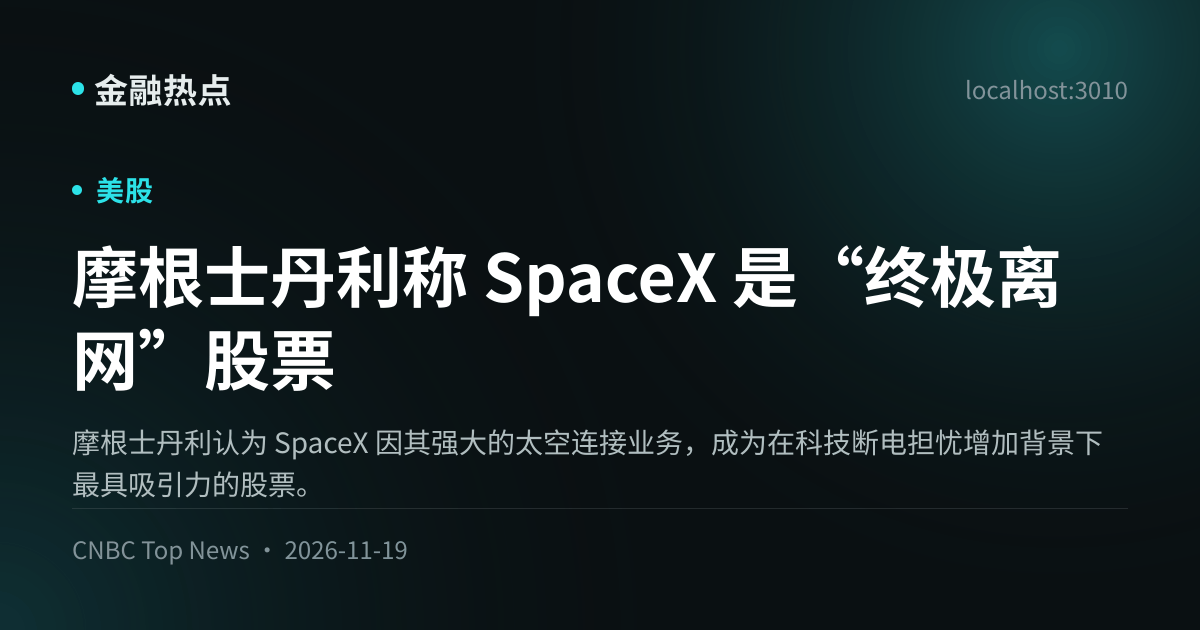 金融热点
localhost:3010
美股
摩根士丹利称 SpaceX 是“终极离
网”股票
摩根士丹利认为 SpaceX 因其强大的太空连接业务，成为在科技断电担忧增加背景下
最具吸引力的股票。
CNBC Top News · 2026-11-19